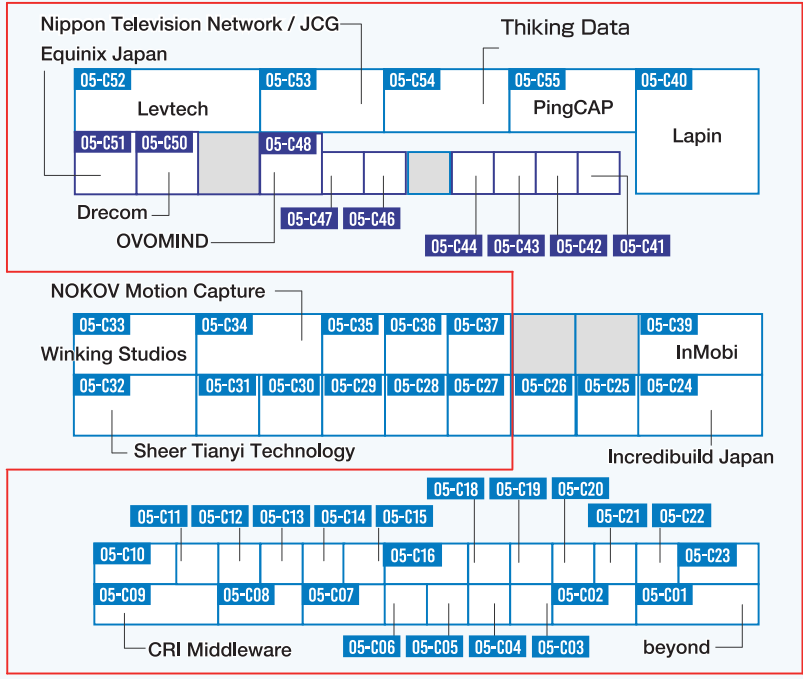 Nippon Television Network / JCG
Thiking Data
Equinix Japan
05-C52
05-C53
05-C54
05-C55
05-C40
Levtech
PingCAP
Lapin
05-C51
05-C50
05-C48
Drecom
05-C47
05-C46
OVOMIND
05-C44
05-C43
05-C42
05-C41
NOKOV Motion Capture
05-C33
05-C34
05-C35
05-C36
05-C37
05-C39
Winking Studios
InMobi
05-C32
05-C31
05-C30
05-C29
05-C28
05-C27
05-C26
05-C25
05-C24
Sheer Tianyi Technology
Incredibuild Japan
05-C18
05-C19
05-C20
05-C11
05-C12
05-C13
05-C14
05-C15
05-C21
05-C22
05-C10
05-C16
05-C23
05-C09
05-C08
05-C07
05-C02
05-C01
CRI Middleware
05-C06
05-C05
05-C04
05-C03
beyond